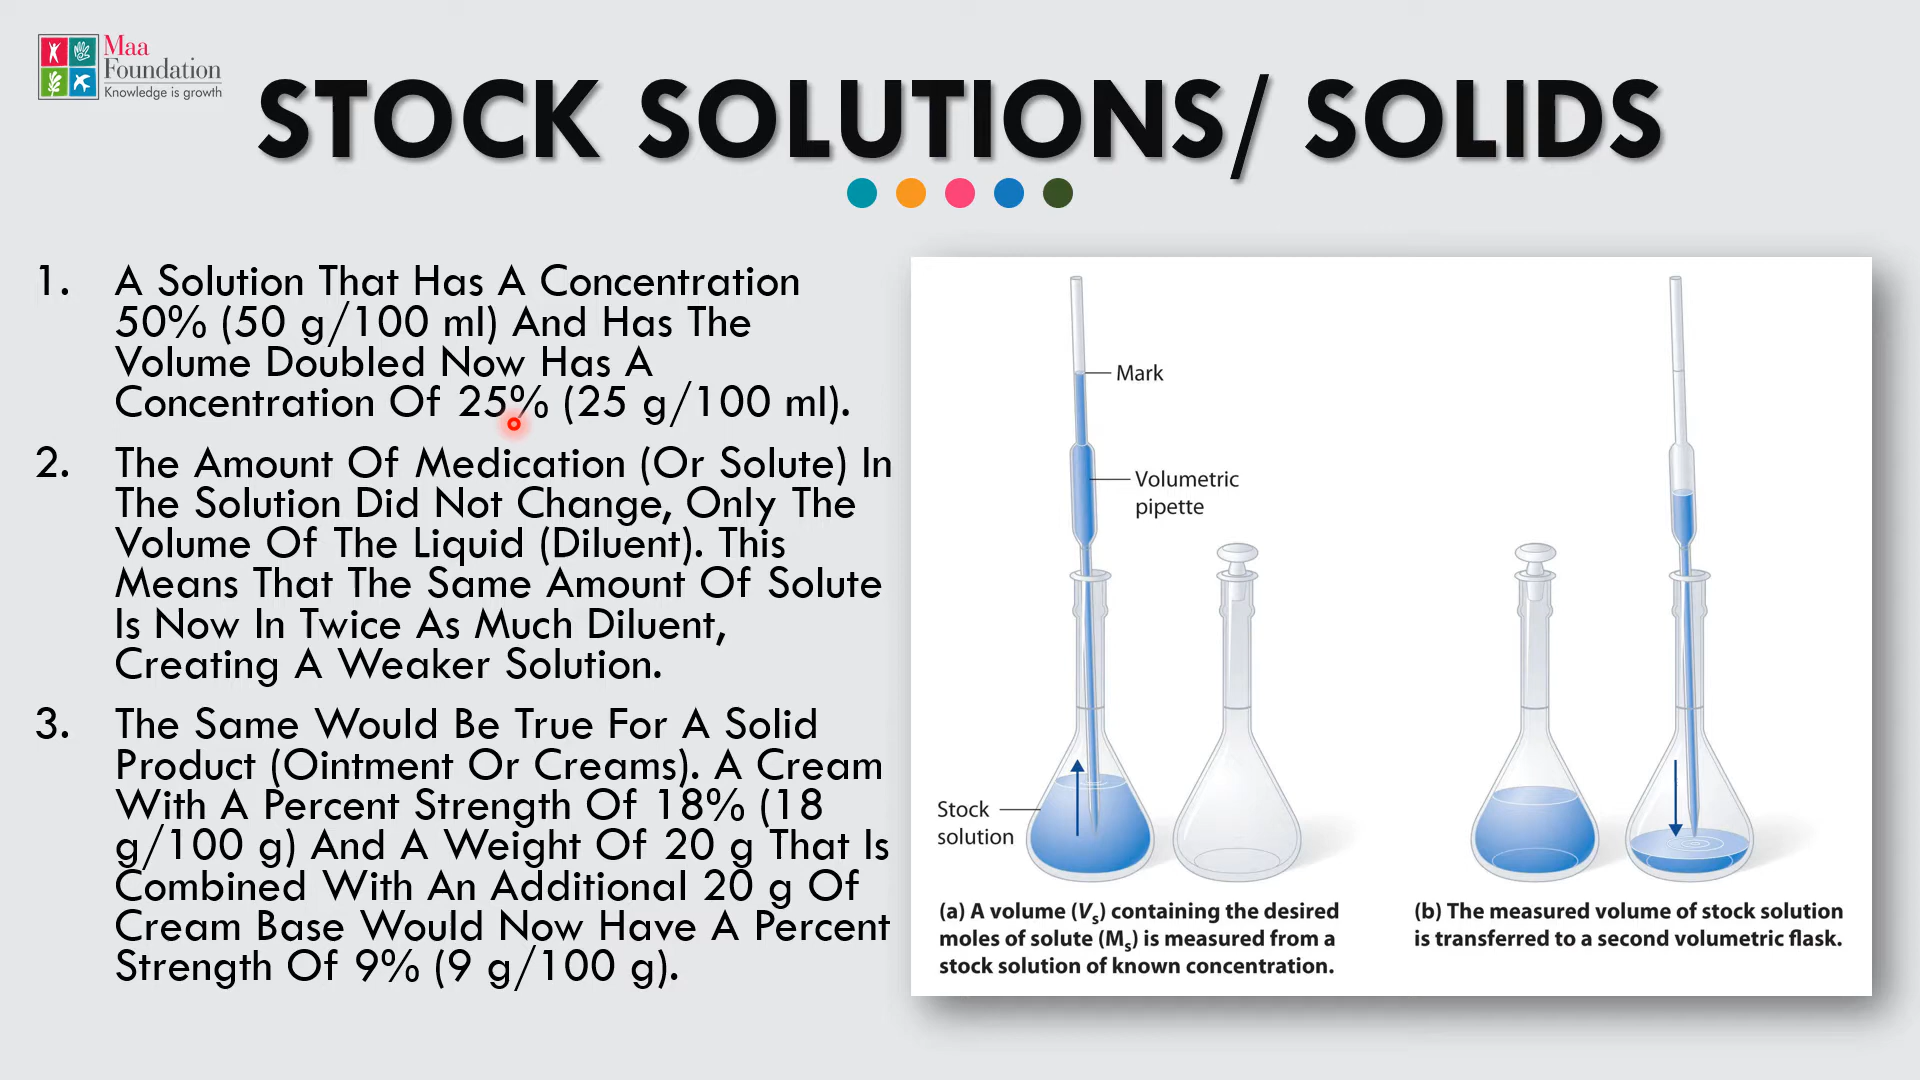 Maa
Foundation
Knowledge is growth
STOCK SOLUTIONS/ SOLIDS
1. A Solution That Has A Concentration
50% (50 g/100 ml) And Has The
Volume Doubled Now Has A
Concentration Of 25% (25 g/100 ml).
2. The Amount Of Medication (Or Solute) In
The Solution Did Not Change, Only The
Volume Of The Liquid (Diluent). This
Means That The Same Amount Of Solute
Is Now In Twice As Much Diluent,
Creating A Weaker Solution.
3. The Same Would Be True For A Solid
Product (Ointment Or Creams). A Cream
With A Percent Strength Of 18% (18
g/100 g) And A Weight Of 20 g That Is
Combined With An Additional 20 g Of
Cream Base Would Now Have A Percent
Strength Of 9% (9 g/100 g).
Mark
Volumetric
pipette
Stock
solution
(a) A volume (Vs) containing the desired
moles of solute (Ms) is measured from a
stock solution of known concentration.
(b) The measured volume of stock solution
is transferred to a second volumetric flask.